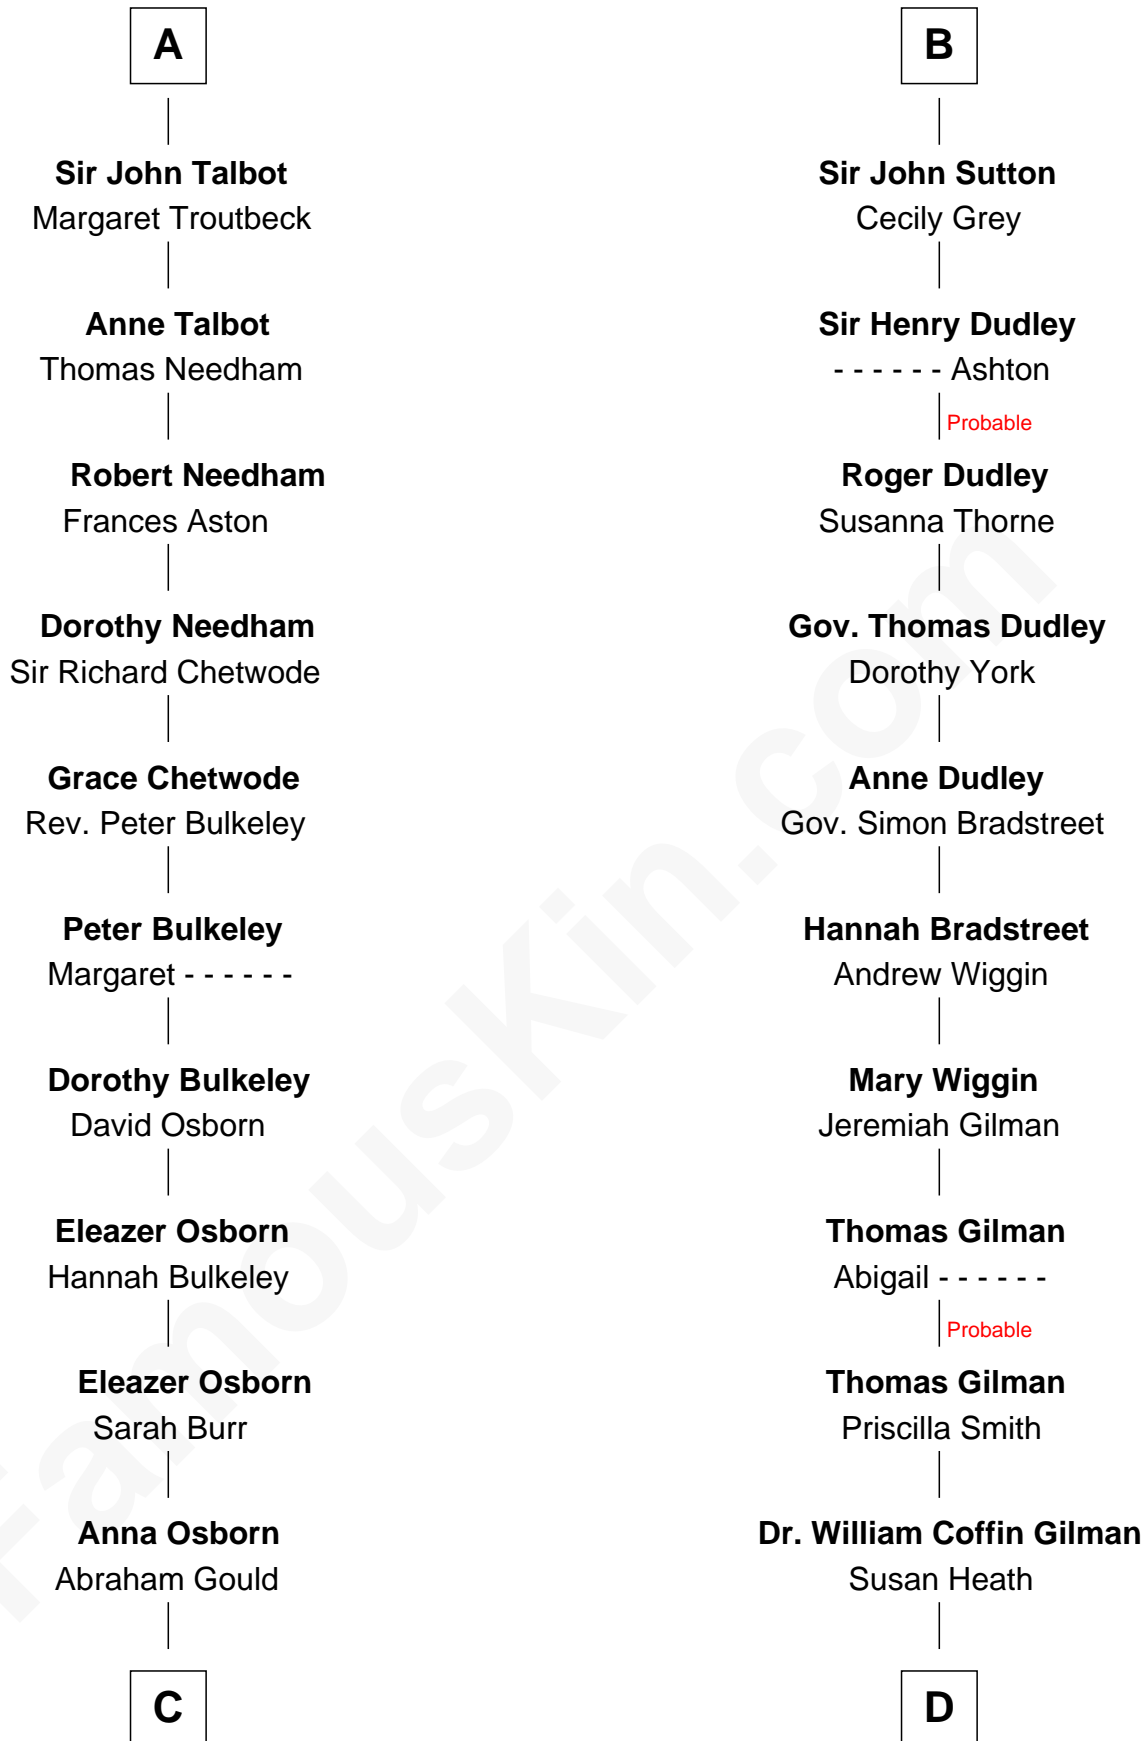 A
Sir John Talbot
Margaret Troutbeck
Anne Talbot
Thomas Needham
Robert Needham
Frances Aston
Dorothy Needham
Sir Richard Chetwode
Grace Chetwode
Rev. Peter Bulkeley
Peter Bulkeley
Margaret - - - - - -
Dorothy Bulkeley
David Osborn
Eleazer Osborn
Hannah Bulkeley
Eleazer Osborn
Sarah Burr
Anna Osborn
Abraham Gould
C
B
Sir John Sutton
Cecily Grey
Sir Henry Dudley
- - - - - - Ashton
Probable
Roger Dudley
Susanna Thorne
Gov. Thomas Dudley
Dorothy York
Anne Dudley
Gov. Simon Bradstreet
Hannah Bradstreet
Andrew Wiggin
Mary Wiggin
Jeremiah Gilman
Thomas Gilman
Abigail - - - - - -
Probable
Thomas Gilman
Priscilla Smith
Dr. William Coffin Gilman
Susan Heath
D
FamousKin.com